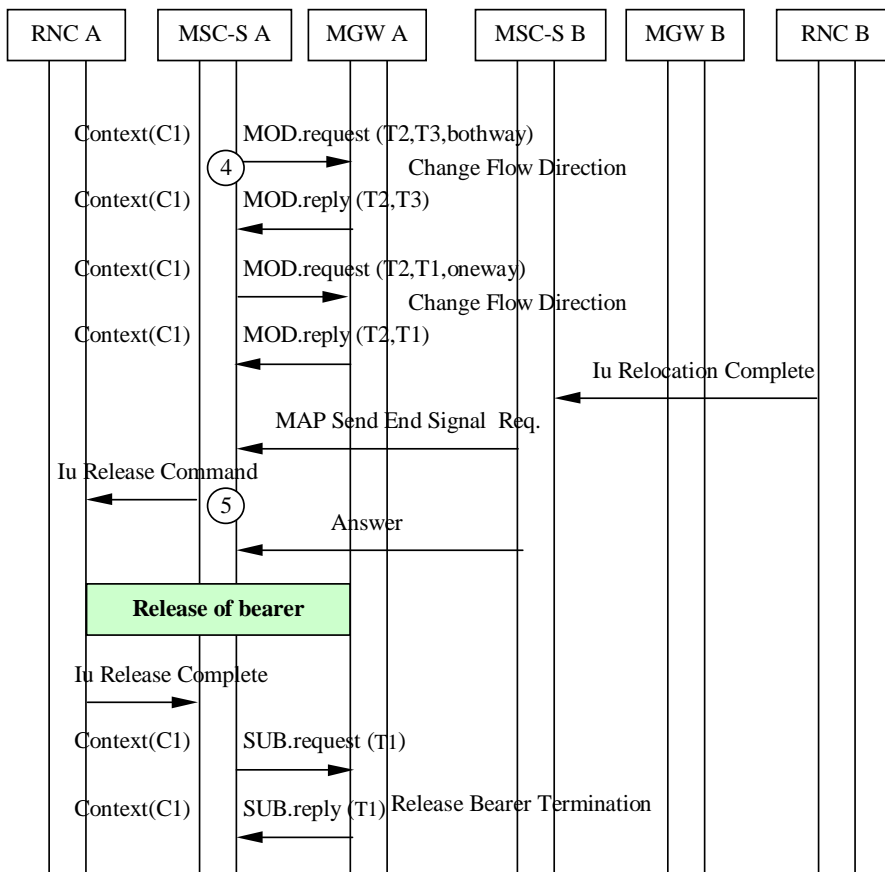 RNC A
MSC-S A
MGW A
MSC-S B
MGW B
RNC B
Context(C1) MOD.request (T2,T3,bothway)
4
Change Flow Direction
Context(C1) MOD.reply (T2,T3)
Context(C1) MOD.request (T2,T1,oneway)
Change Flow Direction
Context(C1) MOD.reply (T2,T1)
Iu Relocation Complete
MAP Send End Signal Req.
Iu Release Command
5
Answer
Release of bearer
Iu Release Complete
Context(C1) SUB.request (T1)
Context(C1) SUB.reply (T1)
Release Bearer Termination